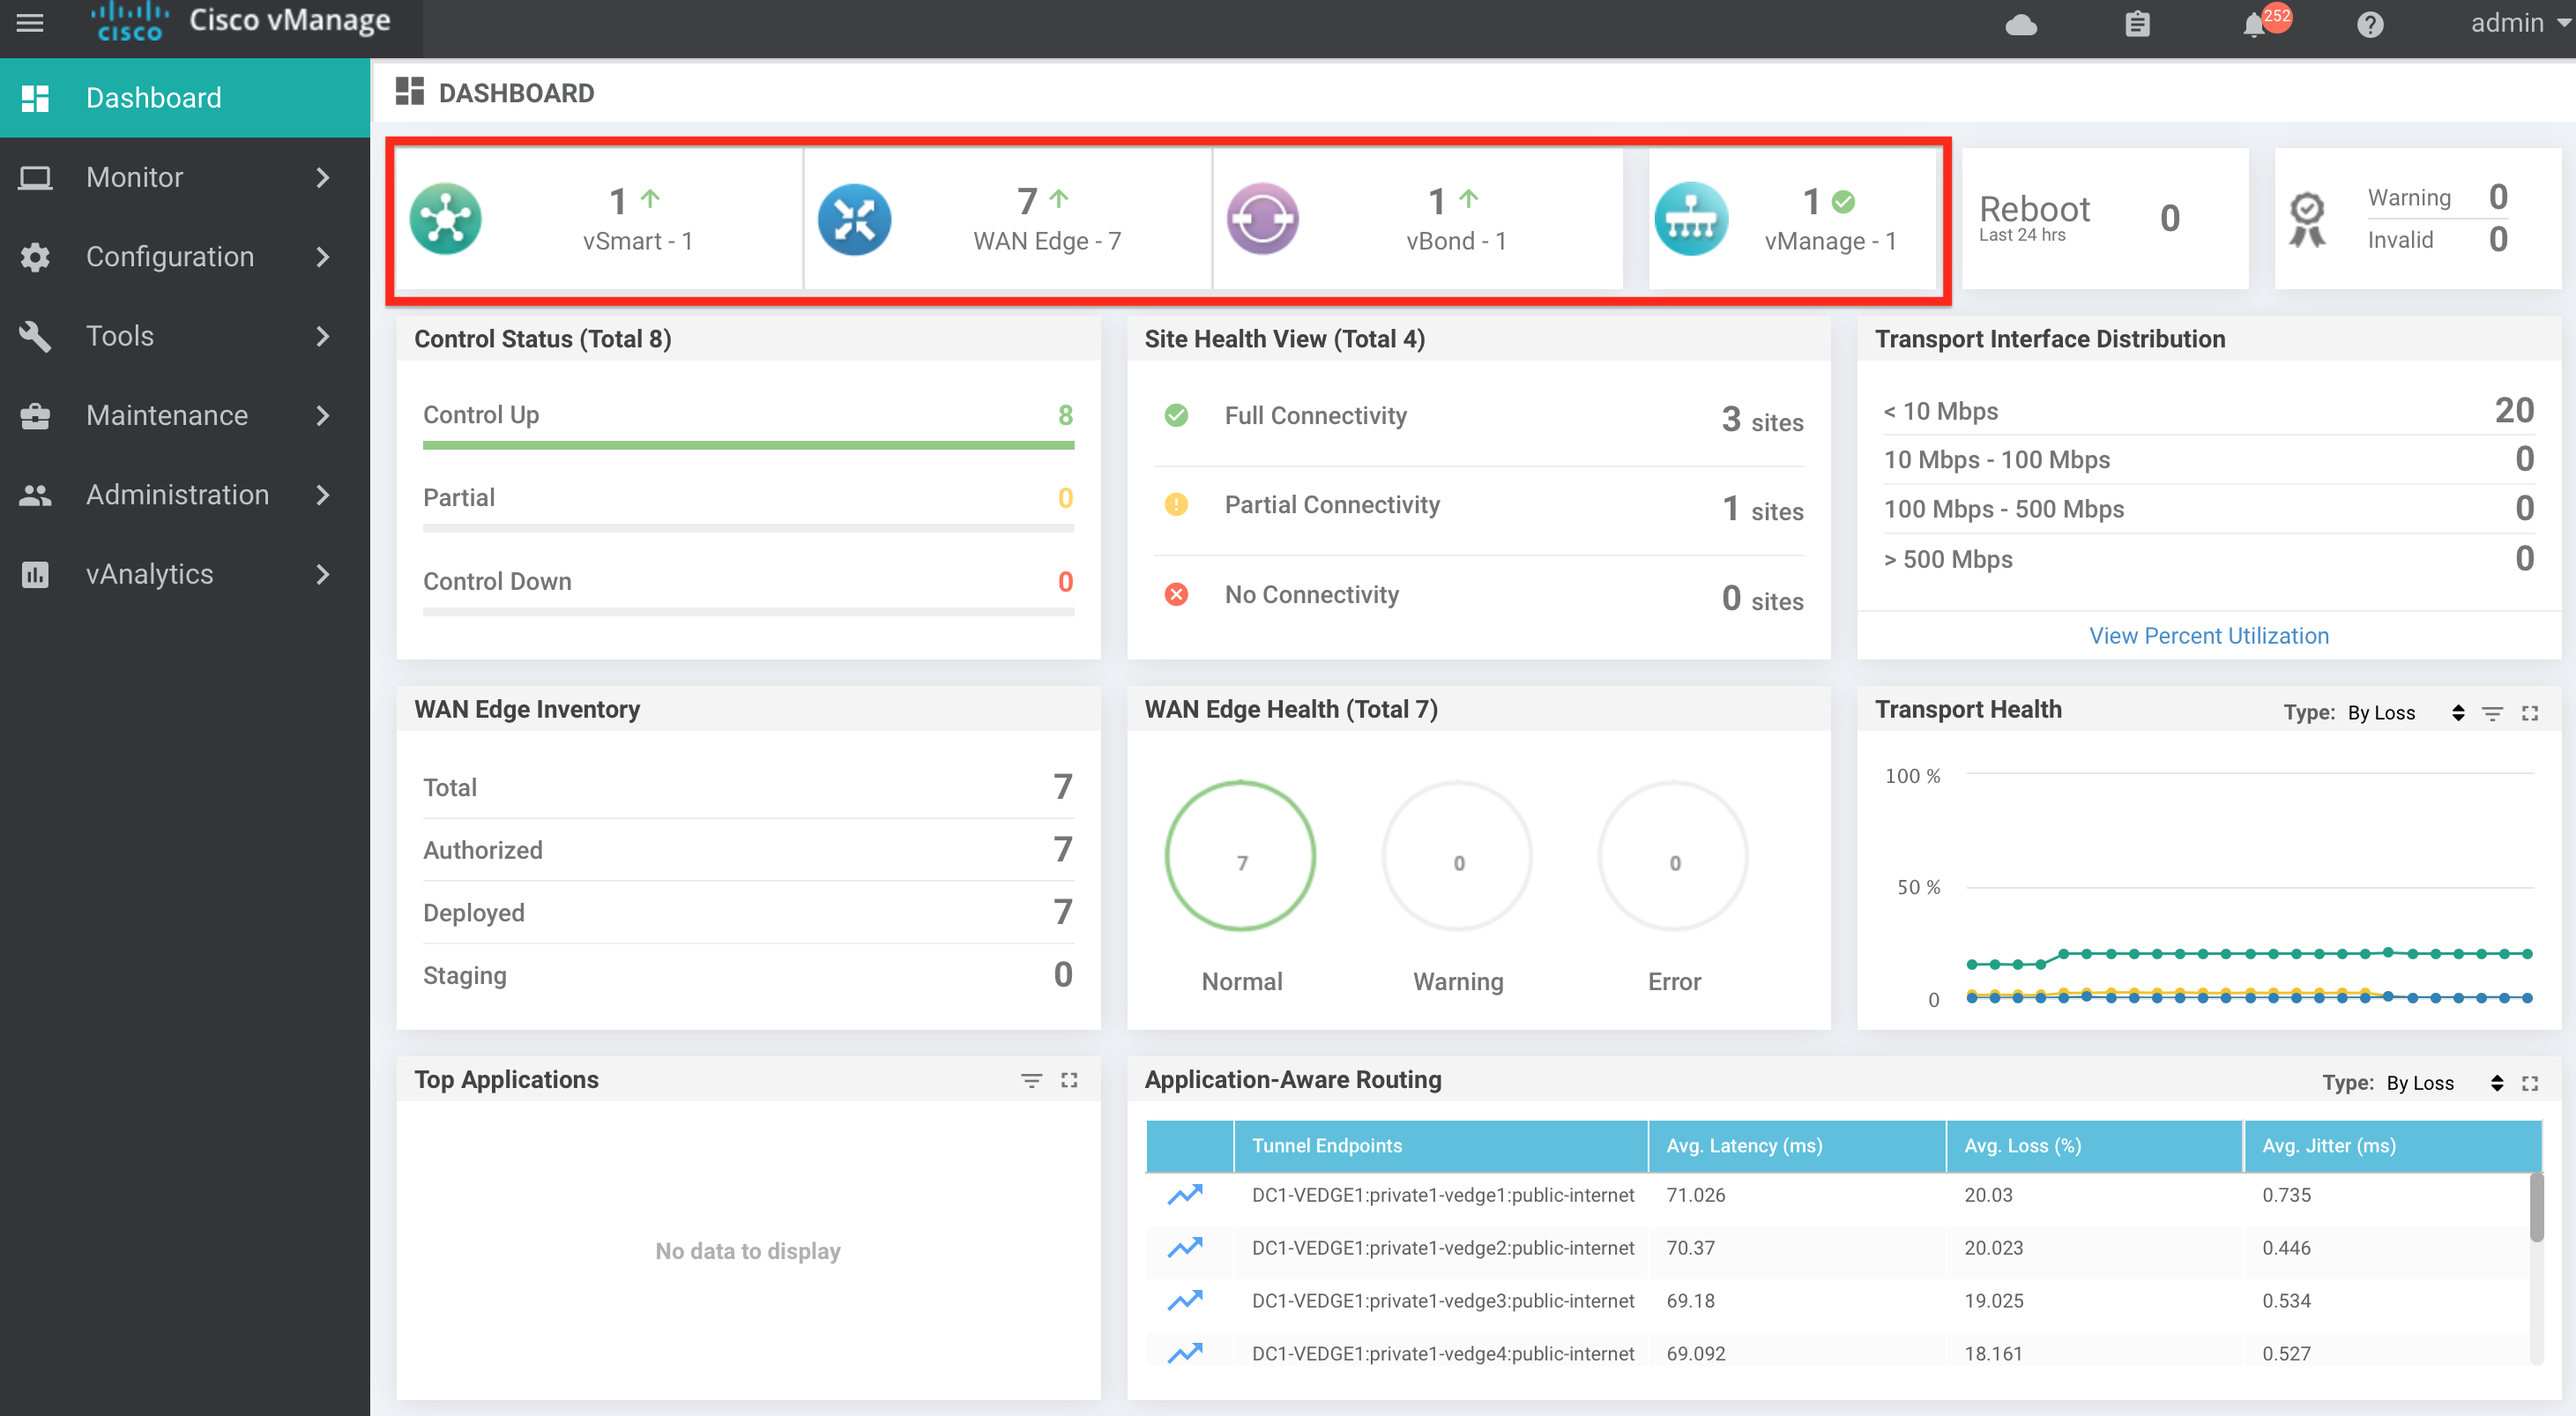 CISCO
Cisco vManage
252
admin
Dashboard
Monitor
Configuration
Tools
Maintenance
Administration
vAnalytics
DASHBOARD
1
vSmart - 1
7
WAN Edge - 7
1
vBond - 1
1
vManage - 1
Reboot
Last 24 hrs
0
Warning 0
Invalid 0
Control Status (Total 8)
Control Up 8
Partial 0
Control Down 0
Site Health View (Total 4)
Full Connectivity 3 sites
Partial Connectivity 1 sites
No Connectivity 0 sites
Transport Interface Distribution
< 10 Mbps 20
10 Mbps - 100 Mbps 0
100 Mbps - 500 Mbps 0
> 500 Mbps 0
View Percent Utilization
WAN Edge Inventory
Total 7
Authorized 7
Deployed 7
Staging 0
WAN Edge Health (Total 7)
7 0 0
Normal Warning Error
Transport Health
Type: By Loss
100 %
50 %
0
Top Applications
No data to display
Application-Aware Routing
Type: By Loss
Tunnel Endpoints Avg. Latency (ms) Avg. Loss (%) Avg. Jitter (ms)
DC1-VEDGE1:private1-vedge1:public-internet 71.026 20.03 0.735
DC1-VEDGE1:private1-vedge2:public-internet 70.37 20.023 0.446
DC1-VEDGE1:private1-vedge3:public-internet 69.18 19.025 0.534
DC1-VEDGE1:private1-vedge4:public-internet 69.092 18.161 0.527